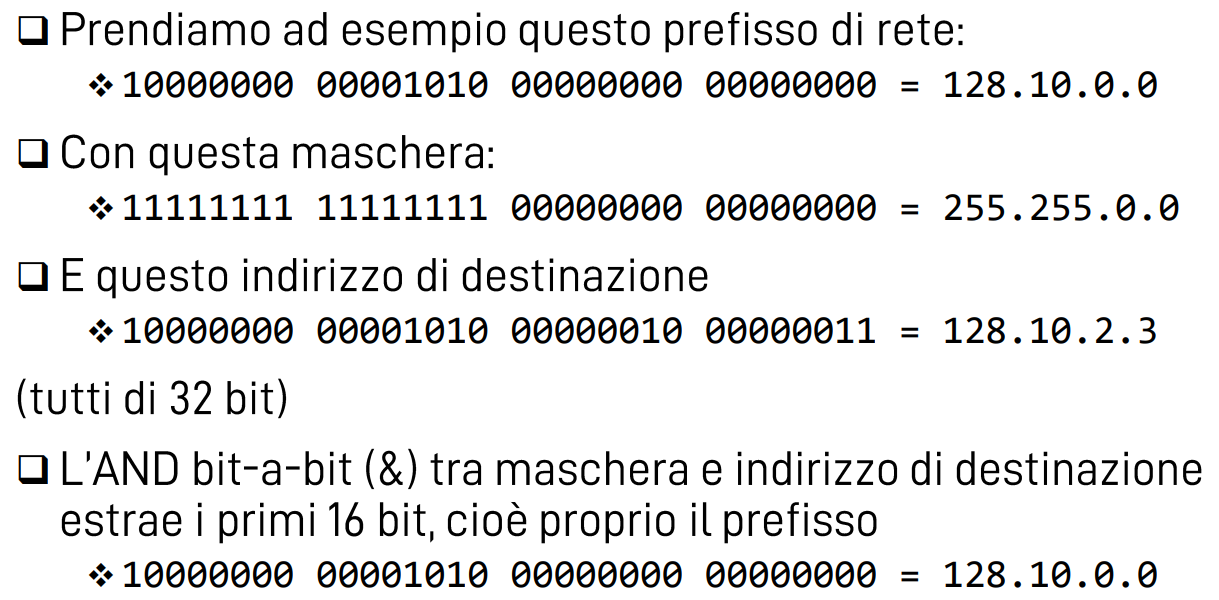 ❑ Prendiamo ad esempio questo prefisso di rete:
❖ 10000000 00001010 00000000 00000000 = 128.10.0.0
❑ Con questa maschera:
❖ 11111111 11111111 00000000 00000000 = 255.255.0.0
❑ E questo indirizzo di destinazione
❖ 10000000 00001010 00000010 00000011 = 128.10.2.3
(tutti di 32 bit)
❑ L'AND bit-a-bit (&) tra maschera e indirizzo di destinazione
estrae i primi 16 bit, cioè proprio il prefisso
❖ 10000000 00001010 00000000 00000000 = 128.10.0.0